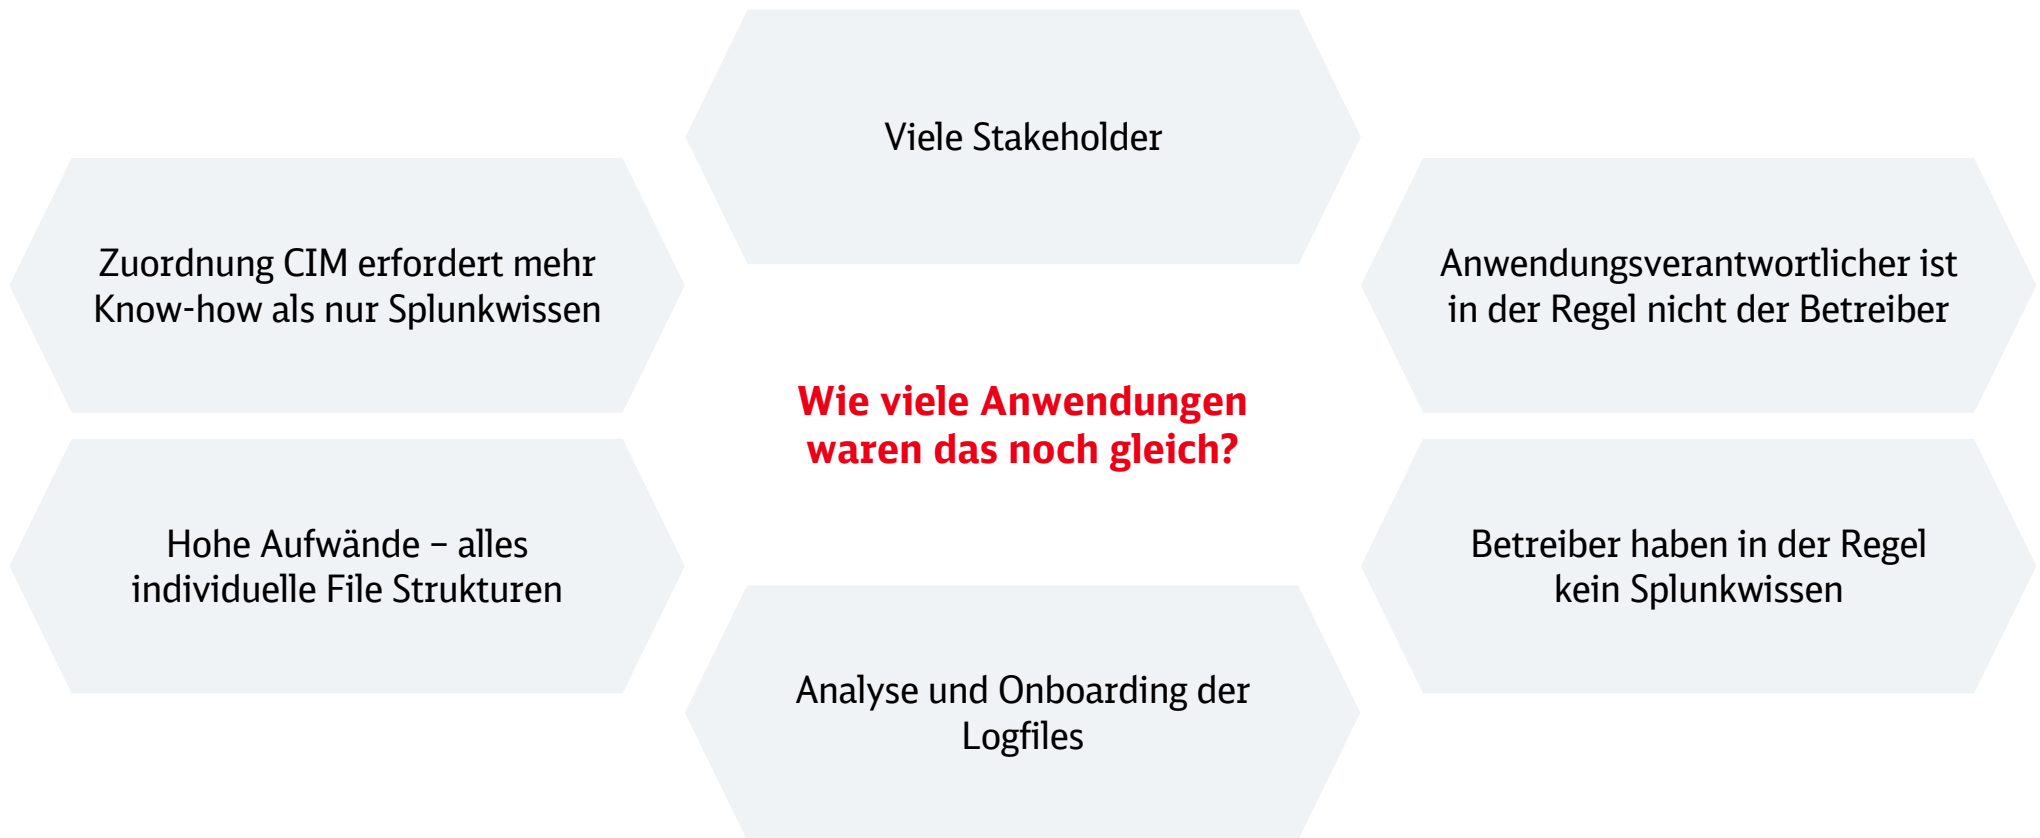 Viele Stakeholder
Zuordnung CIM erfordert mehr
Know-how als nur Splunkwissen
Anwendungsverantwortlicher ist
in der Regel nicht der Betreiber
Wie viele Anwendungen
waren das noch gleich?
Hohe Aufwände – alles
individuelle File Strukturen
Betreiber haben in der Regel
kein Splunkwissen
Analyse und Onboarding der
Logfiles